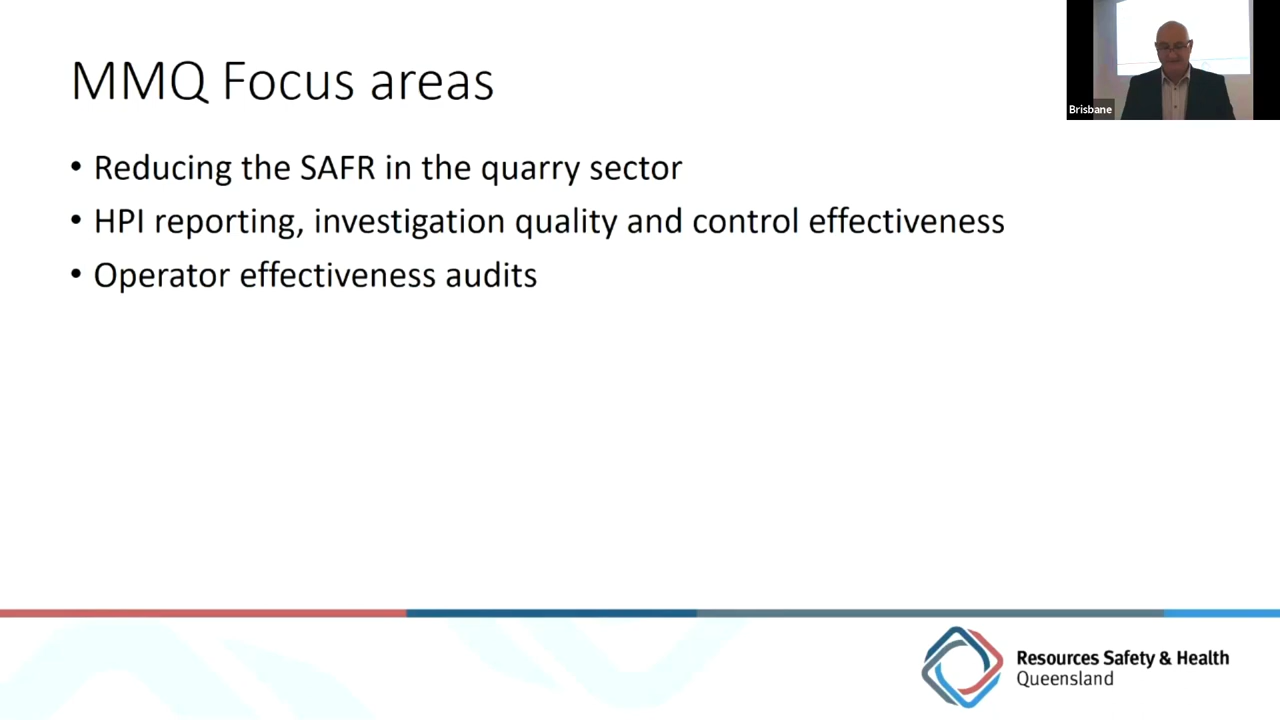 MMQ Focus areas
Brisbane
• Reducing the SAFR in the quarry sector
• HPI reporting, investigation quality and control effectiveness
• Operator effectiveness audits
Resources Safety & Health
Queensland